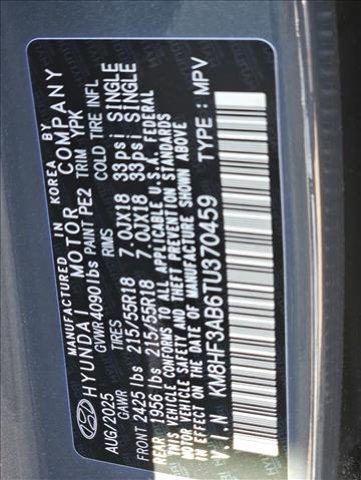 MANUFACTURED IN KOREA BY
HYUNDAI MOTOR COMPANY
GVWR 4090 lbs PAINT PE2 TRIM YPK
AUG/2025 GAWR TIRES RIMS COLD TIRE INFL
FRONT 2425 lbs 215/55R18 7.0JX18 33psi SINGLE
REAR 1956 lbs 215/55R18 7.0JX18 33psi SINGLE
THIS VEHICLE CONFORMS TO ALL APPLICABLE U.S.A. FEDERAL
MOTOR VEHICLE SAFETY AND THEFT PREVENTION STANDARDS
IN EFFECT ON THE DATE OF MANUFACTURE SHOWN ABOVE
V.I.N KM8HF3AB6TU370459 TYPE: MPV